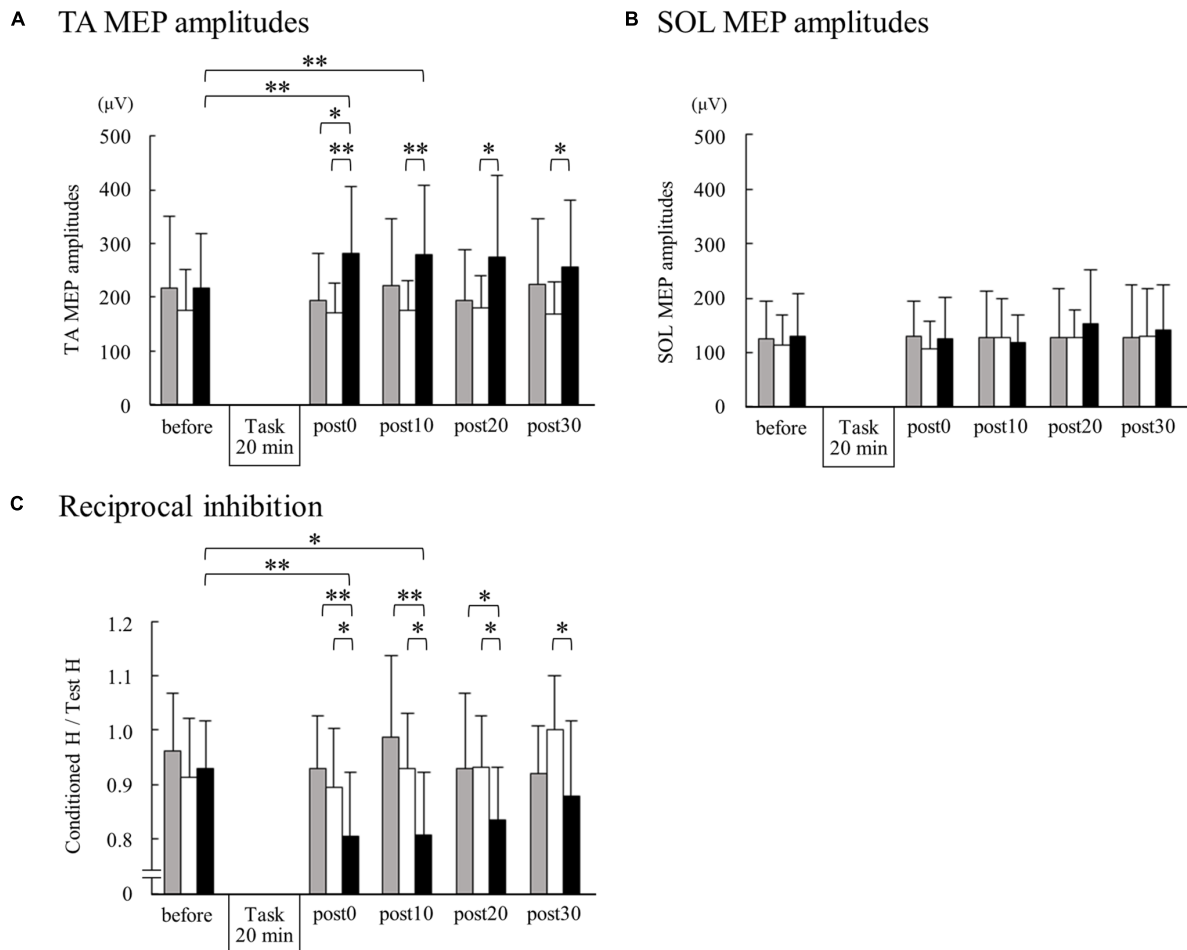 A TA MEP amplitudes
**
**
*
** ** * *
(µV)
TA MEP amplitudes
500
400
300
200
100
0
before Task post0 post10 post20 post30
20 min
B SOL MEP amplitudes
(µV)
SOL MEP amplitudes
500
400
300
200
100
0
before Task post0 post10 post20 post30
20 min
C Reciprocal inhibition
*
**
** ** *
* * * *
Conditioned H / Test H
1.2
1.1
1.0
0.9
0.8
0
before Task post0 post10 post20 post30
20 min